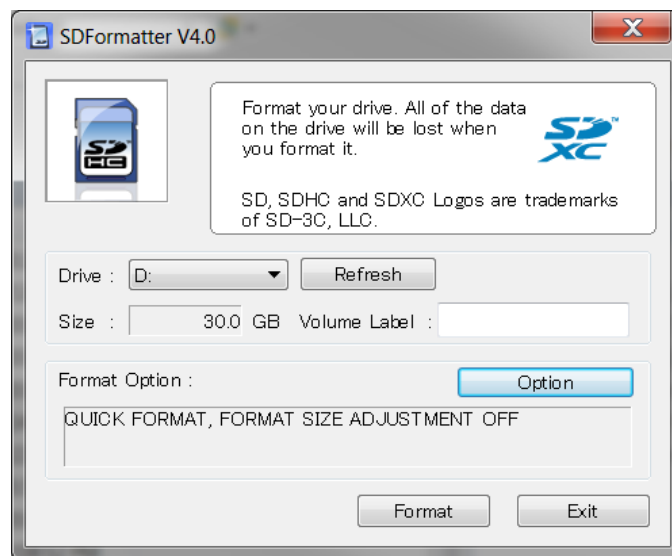 SDFormatter V4.0
X
SD
HC
Format your drive. All of the data
on the drive will be lost when
you format it.
SD, SDHC and SDXC Logos are trademarks
of SD-3C, LLC.
SD™
XC
Drive : D: Refresh
Size : 30.0 GB Volume Label :
Format Option :
Option
QUICK FORMAT, FORMAT SIZE ADJUSTMENT OFF
Format Exit